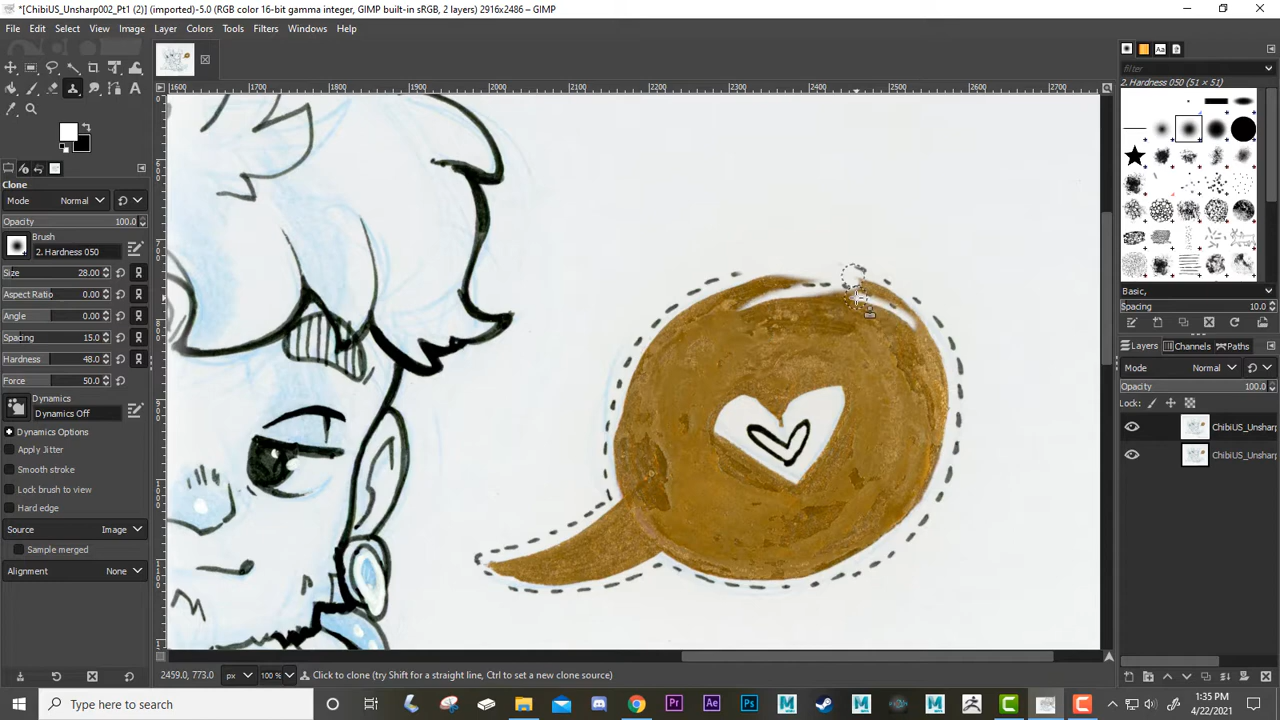 *[ChibiUS_Unsharp002_Pt1 (2)] (imported)-5.0 (RGB color 16-bit gamma integer, GIMP built-in sRGB, 2 layers) 2916x2486 – GIMP
File Edit Select View Image Layer Colors Tools Filters Windows Help
1600 1700 1800 1900 2000 2100 2200 2300 2400 2500 2600 2700
Clone
Mode Normal
Opacity 100.0
Brush
2. Hardness 050
Size 28.00
Aspect Ratio 0.00
Angle 0.00
Spacing 15.0
Hardness 48.0
Force 50.0
Dynamics
Dynamics Off
Dynamics Options
Apply Jitter
Smooth stroke
Lock brush to view
Hard edge
Source Image
Sample merged
Alignment None
filter
2. Hardness 050 (51 × 51)
Basic,
Spacing 10.0
Layers Channels Paths
Mode Normal
Opacity 100.0
Lock:
ChibiUS_Unsharp
ChibiUS_Unsharp
2459.0, 773.0 px 100 % Click to clone (try Shift for a straight line, Ctrl to set a new clone source)
Type here to search
Pr Ae Ps
1:35 PM
4/22/2021